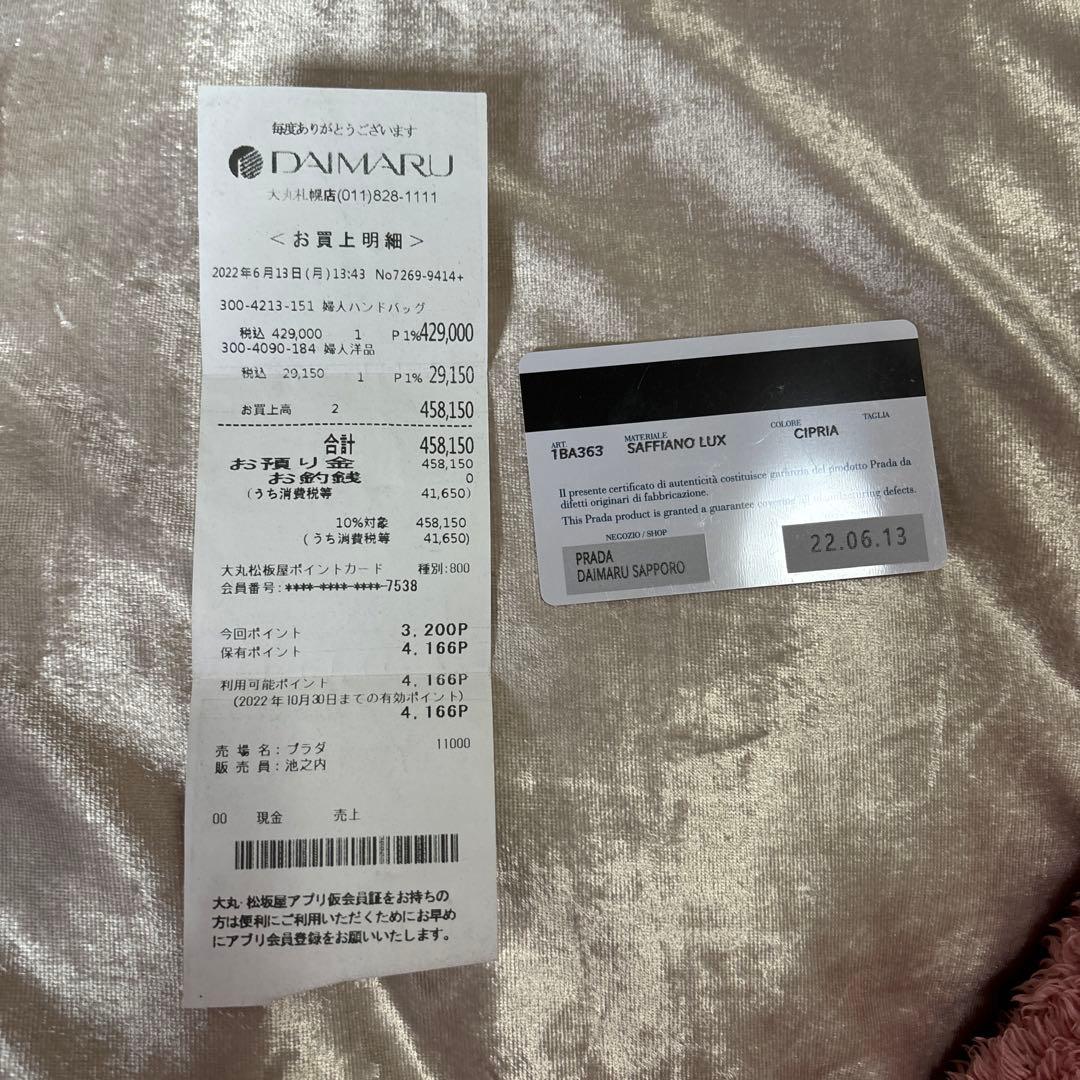 毎度ありがとうございます
DAIMARU
大丸札幌店(011)828-1111
＜お買上明細＞
2022年6月13日(月)13:43 No7269-9414+
300-4213-151 婦人ハンドバッグ
税込 429,000 1 P1%429,000
300-4090-184 婦人洋品
税込 29,150 1 P1% 29,150
お買上高 2 458,150
合計 458,150
お預り金 458,150
お釣銭 0
(うち消費税等 41,650)
10%対象 458,150
(うち消費税等 41,650)
大丸松坂屋ポイントカード 種別:800
会員番号:****-****-****-7538
今回ポイント 3,200P
保有ポイント 4,166P
利用可能ポイント 4,166P
(2022年10月30日までの有効ポイント)
4,166P
売場名:プラダ 11000
販売員:池之内
00 現金 売上
大丸・松坂屋アプリ仮会員証をお持ちの
方は便利にご利用いただくためにお早め
にアプリ会員登録をお願いいたします。
ART. MATERIALE COLORE TAGLIA
1BA363 SAFFIANO LUX CIPRIA
Il presente certificato di autenticità costituisce garanzia del prodotto Prada da
difetti originari di fabbricazione.
This Prada product is granted a guarantee covering all manufacturing defects.
NEGOZIO / SHOP
PRADA
DAIMARU SAPPORO
22.06.13